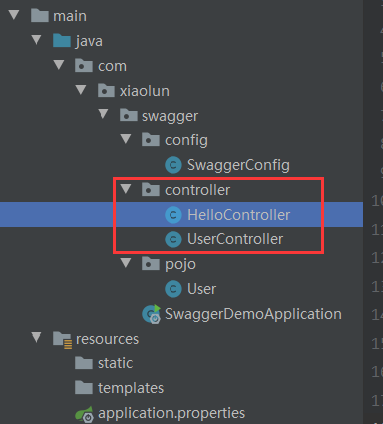 main
java
com
xiaolun
swagger
config
SwaggerConfig
controller
HelloController
UserController
pojo
User
SwaggerDemoApplication
resources
static
templates
application.properties